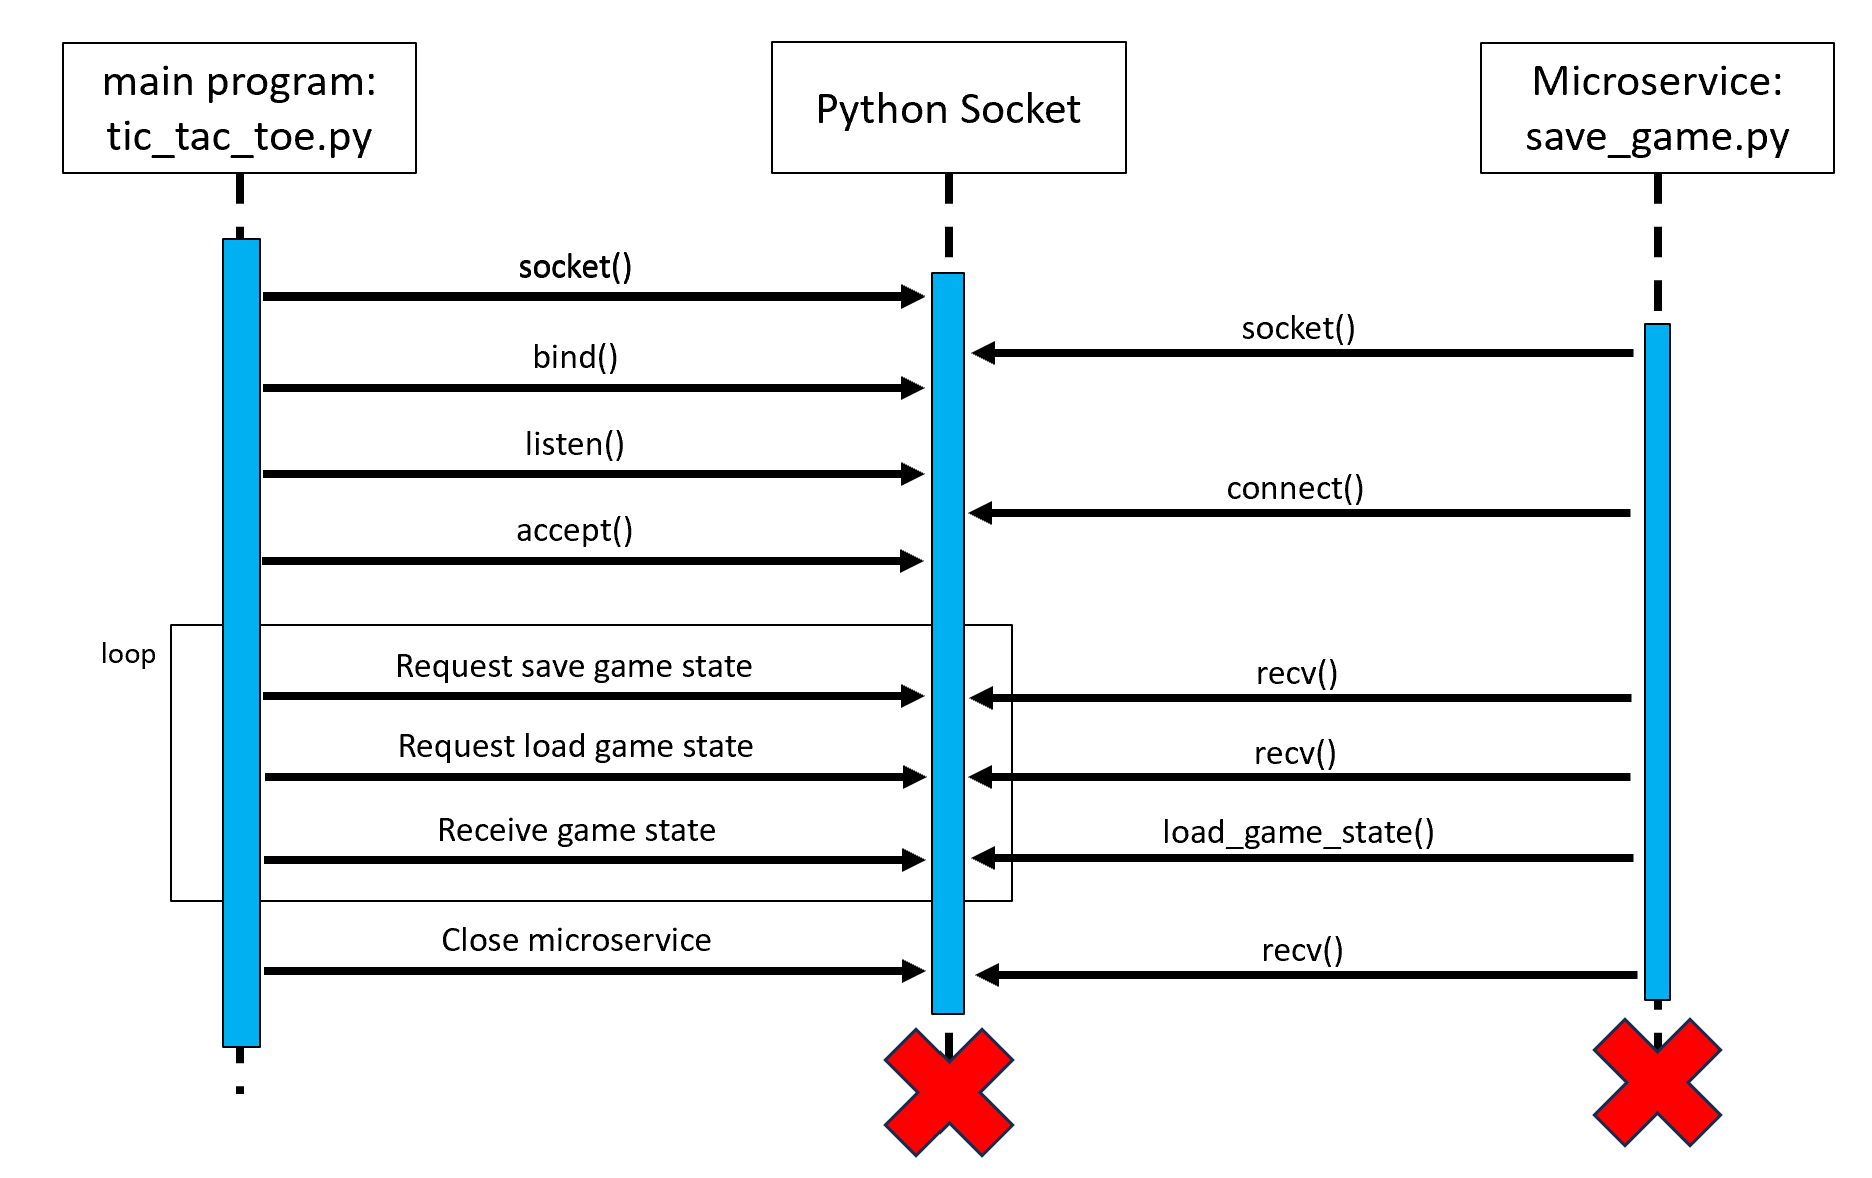 main program:
tic_tac_toe.py
Python Socket
Microservice:
save_game.py
socket()
socket()
bind()
listen()
connect()
accept()
loop
Request save game state
recv()
Request load game state
recv()
Receive game state
load_game_state()
Close microservice
recv()